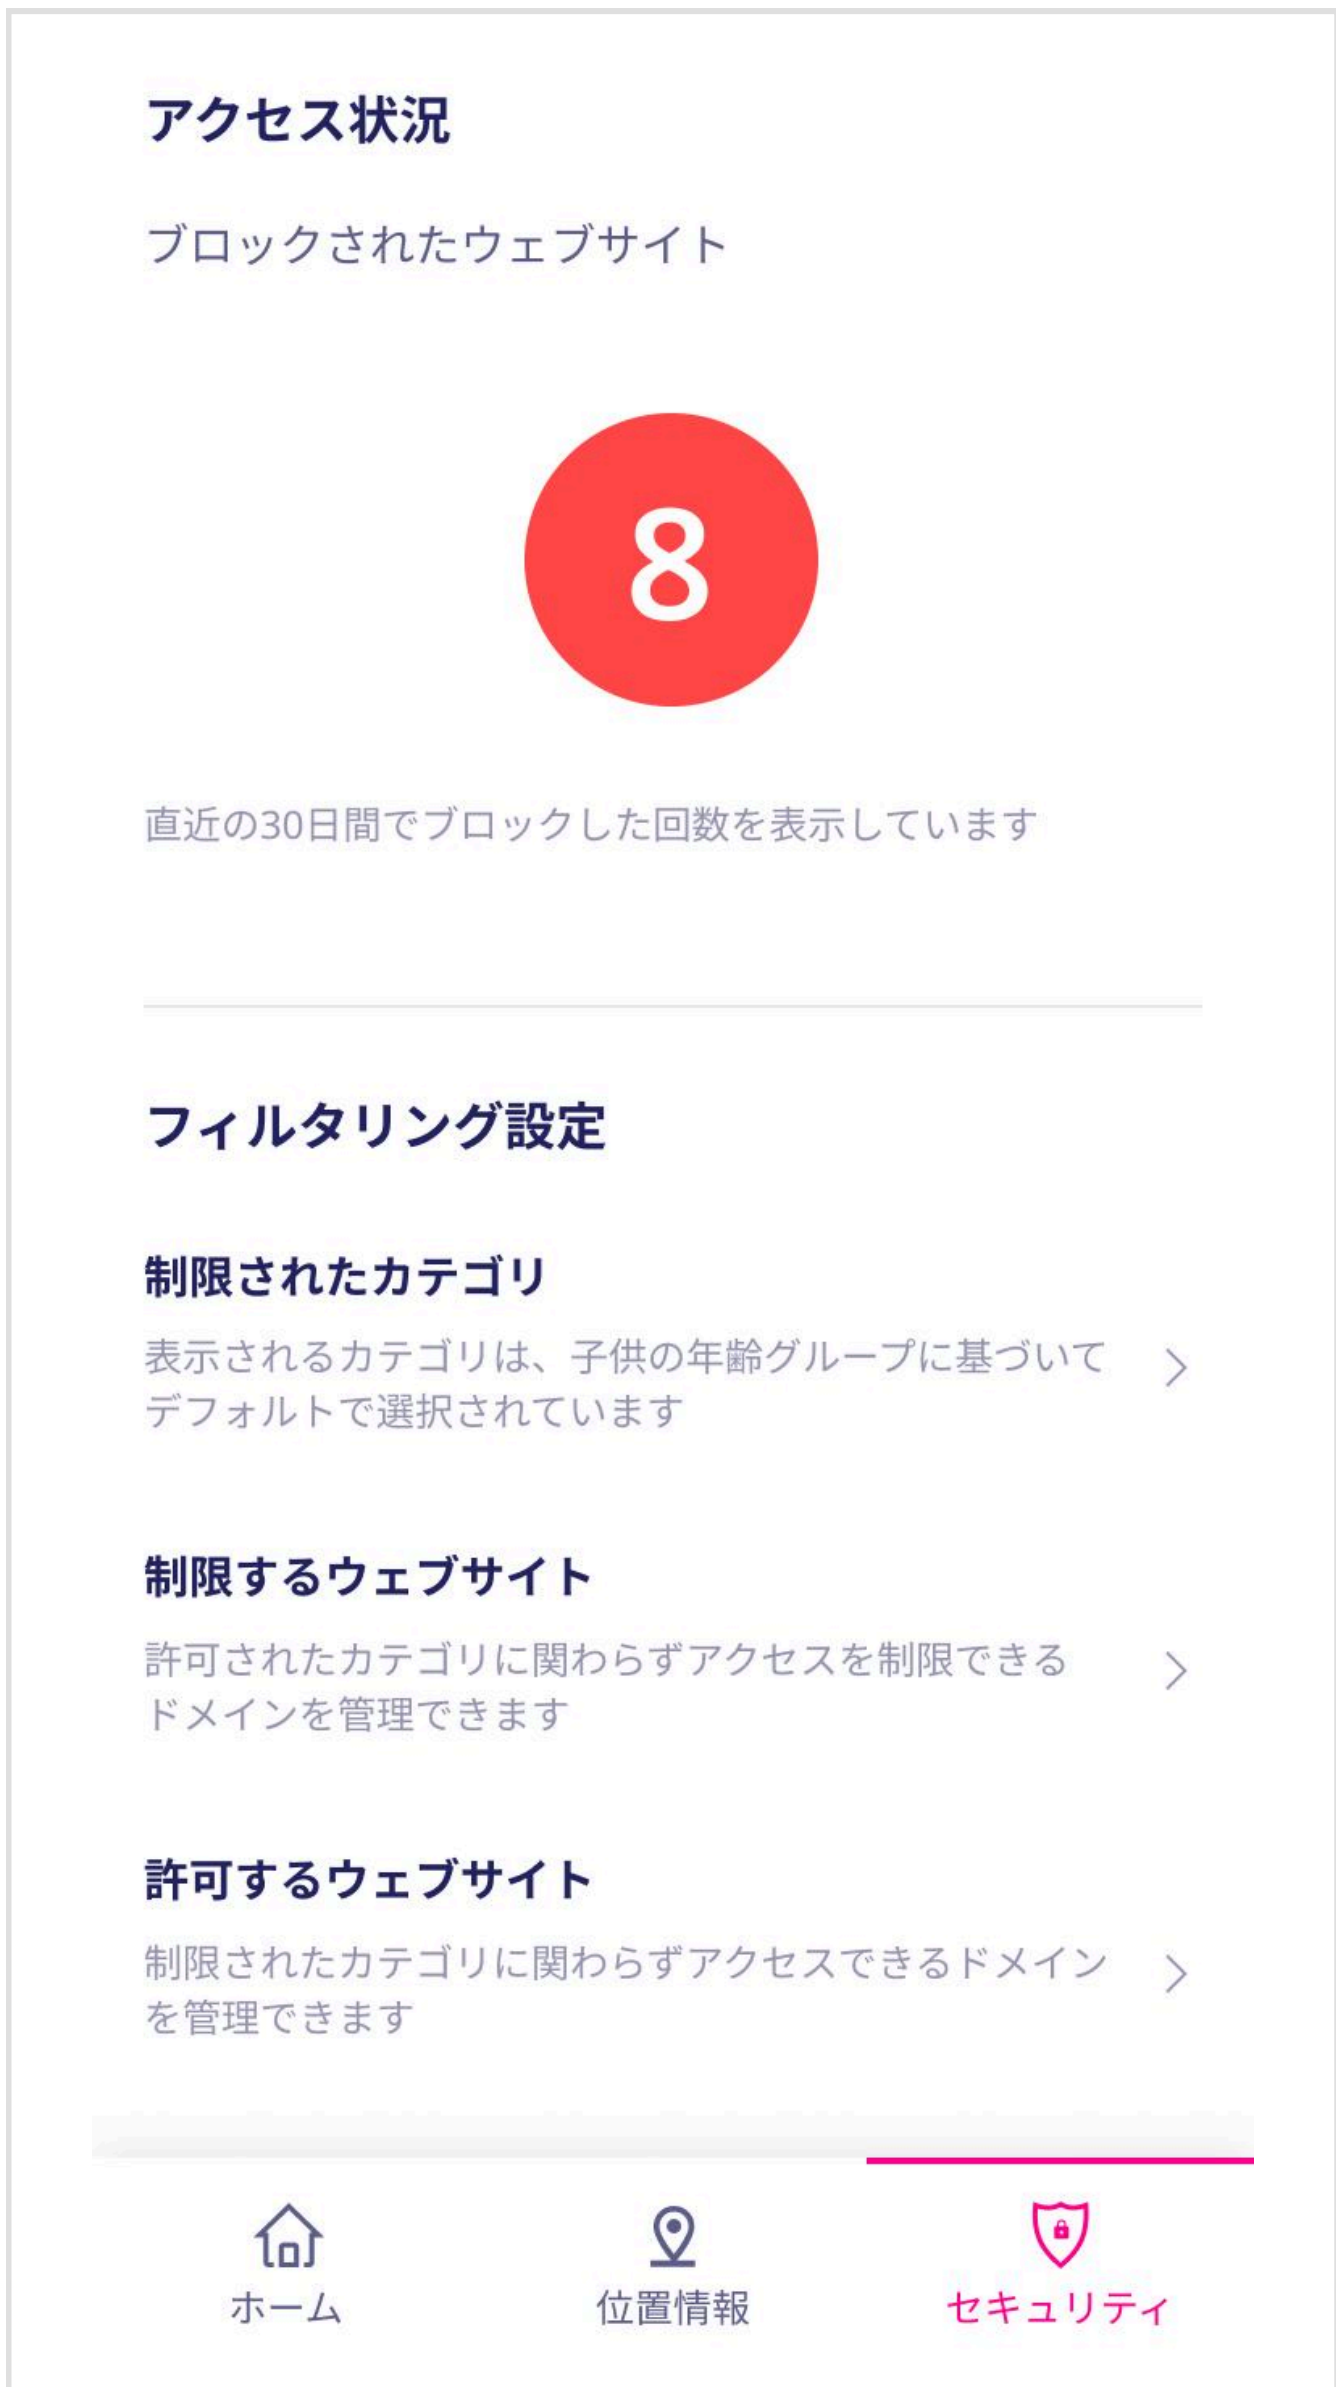 アクセス状況
ブロックされたウェブサイト
8
直近の30日間でブロックした回数を表示しています
フィルタリング設定
制限されたカテゴリ
表示されるカテゴリは、子供の年齢グループに基づいて
デフォルトで選択されています
制限するウェブサイト
許可されたカテゴリに関わらずアクセスを制限できる
ドメインを管理できます
許可するウェブサイト
制限されたカテゴリに関わらずアクセスできるドメイン
を管理できます
ホーム
位置情報
セキュリティ